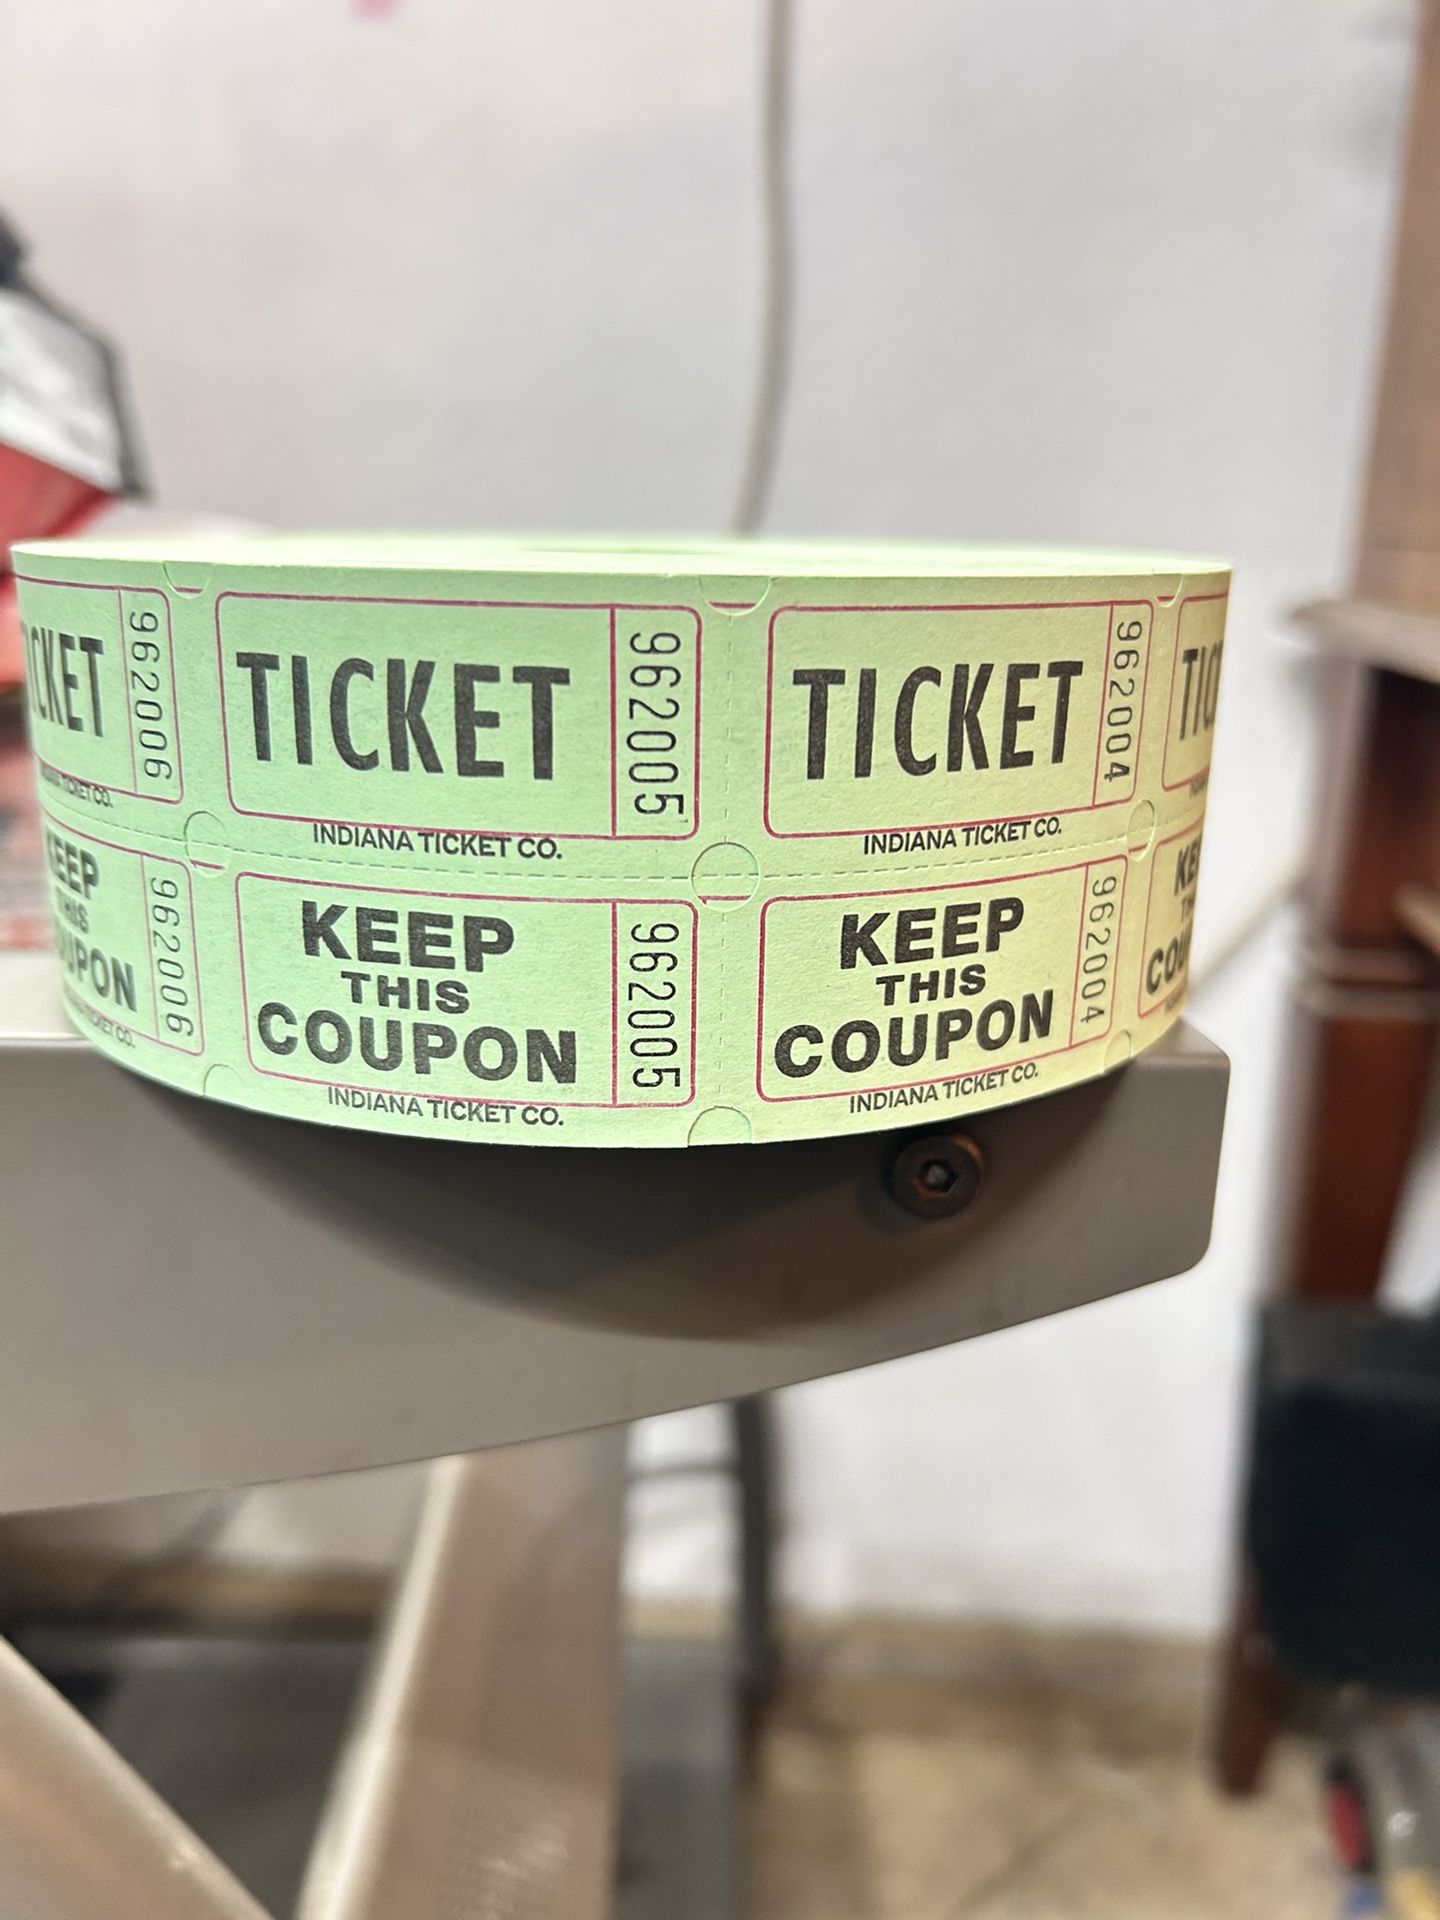 TICKET 962006
TICKET 962005
TICKET 962004
INDIANA TICKET CO.
INDIANA TICKET CO.
962006
KEEP
THIS
COUPON
962005
KEEP
THIS
COUPON
962004
INDIANA TICKET CO.
INDIANA TICKET CO.